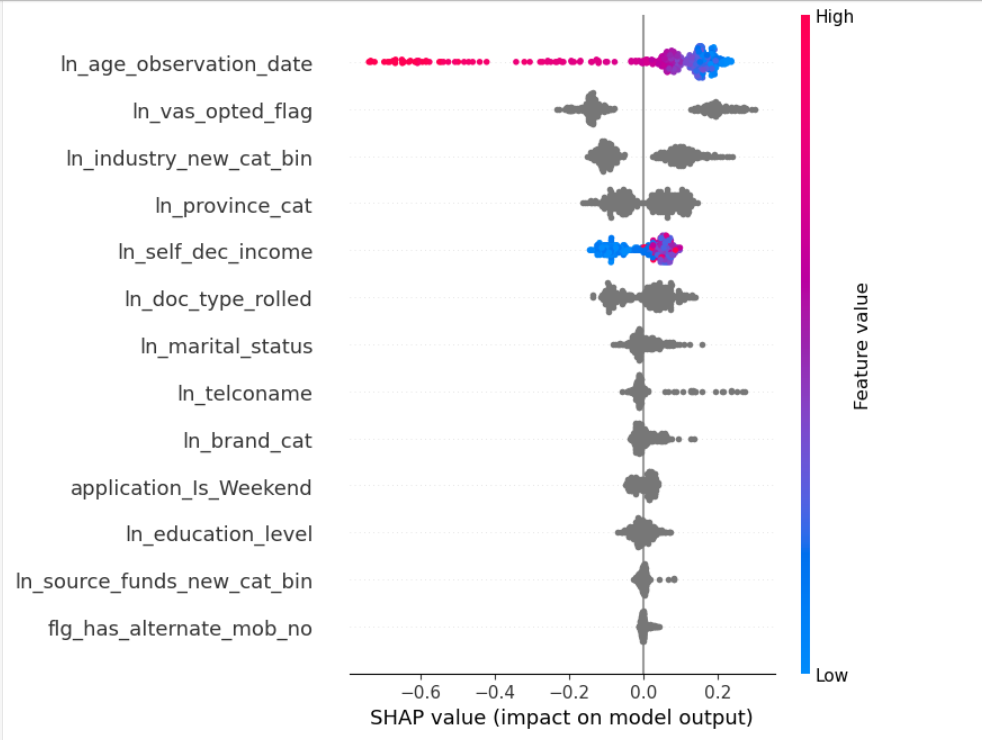 High
ln_age_observation_date
ln_vas_opted_flag
ln_industry_new_cat_bin
ln_province_cat
ln_self_dec_income
ln_doc_type_rolled
ln_marital_status
ln_telconame
ln_brand_cat
application_Is_Weekend
ln_education_level
ln_source_funds_new_cat_bin
flg_has_alternate_mob_no
Feature value
Low
−0.6 −0.4 −0.2 0.0 0.2
SHAP value (impact on model output)